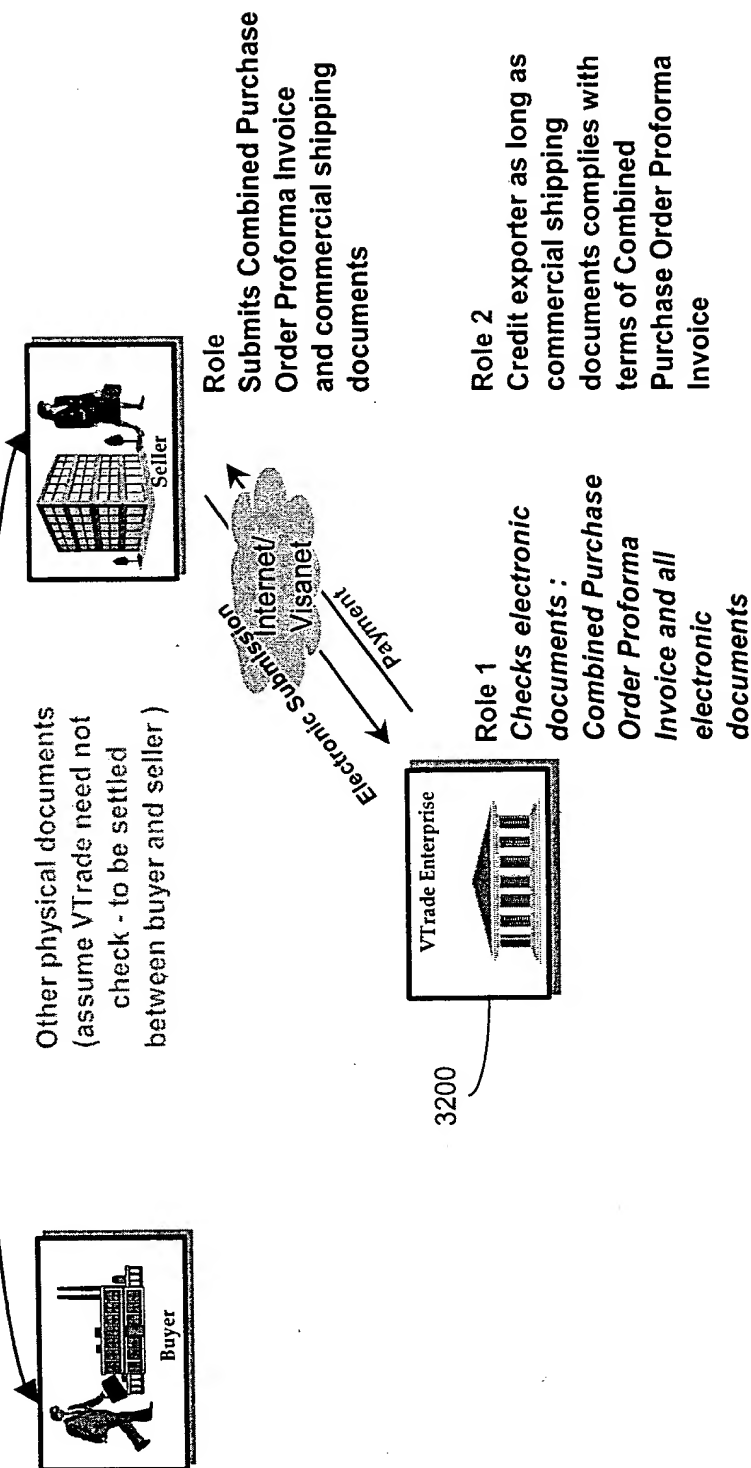 Buyer
Other physical documents
(assume VTrade need not
check - to be settled
between buyer and seller )
Seller
Role
Submits Combined Purchase
Order Proforma Invoice
and commercial shipping
documents
Internet/
Visanet
Electronic Submission
Payment
3200
VTrade Enterprise
Role 1
Checks electronic
documents :
Combined Purchase
Order Proforma
Invoice and all
electronic
documents
Role 2
Credit exporter as long as
commercial shipping
documents complies with
terms of Combined
Purchase Order Proforma
Invoice